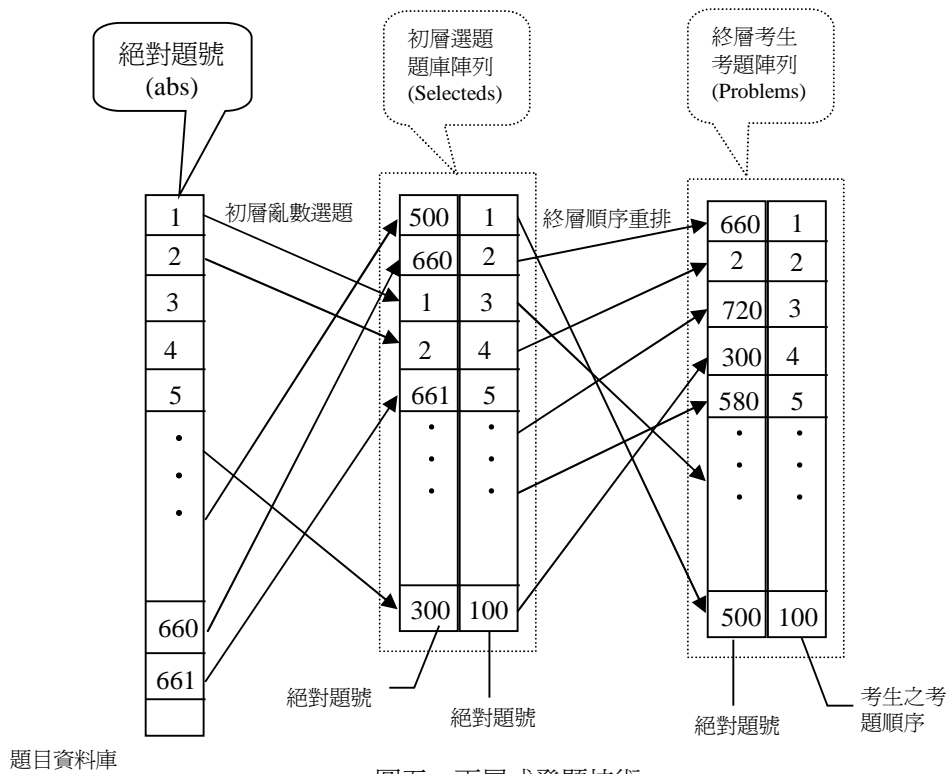 絕對題號
(abs)
初層選題
題庫陣列
(Selecteds)
終層考生
考題陣列
(Problems)
初層亂數選題
終層順序重排
1
2
3
4
5
660
661
500 1
660 2
1 3
2 4
661 5
300 100
660 1
2 2
720 3
300 4
580 5
500 100
絕對題號
絕對題號
絕對題號
考生之考
題順序
題目資料庫